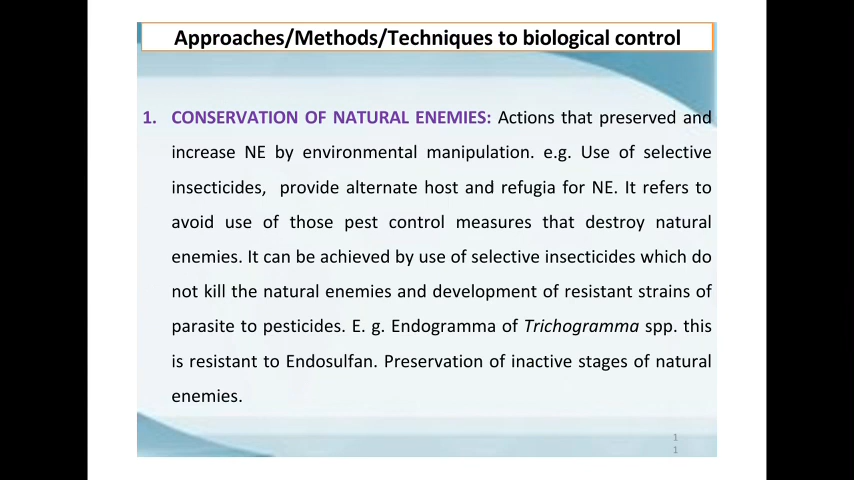 Approaches/Methods/Techniques to biological control
1. CONSERVATION OF NATURAL ENEMIES: Actions that preserved and
increase NE by environmental manipulation. e.g. Use of selective
insecticides, provide alternate host and refugia for NE. It refers to
avoid use of those pest control measures that destroy natural
enemies. It can be achieved by use of selective insecticides which do
not kill the natural enemies and development of resistant strains of
parasite to pesticides. E. g. Endogramma of Trichogramma spp. this
is resistant to Endosulfan. Preservation of inactive stages of natural
enemies.
1
1